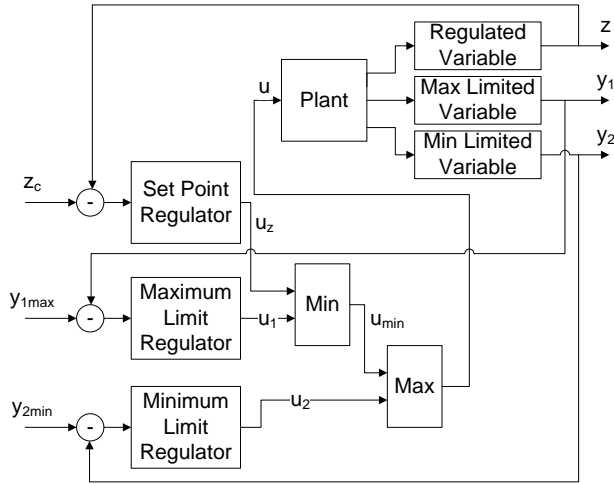 Regulated
Variable
z
u
Plant
Max Limited
Variable
y1
Min Limited
Variable
y2
zc
-
Set Point
Regulator
uz
y1max
-
Maximum
Limit
Regulator
u1
Min
umin
Max
y2min
-
Minimum
Limit
Regulator
u2